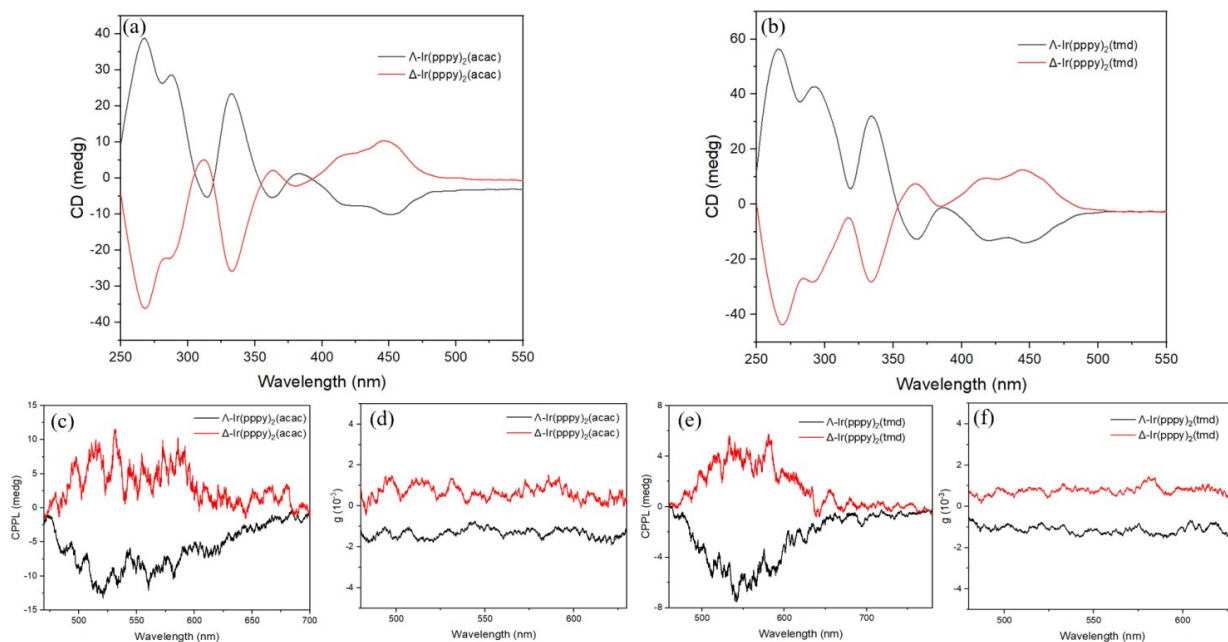 (a)
Λ-Ir(pppy)₂(acac)
Δ-Ir(pppy)₂(acac)
CD (medg)
40
30
20
10
0
-10
-20
-30
-40
250 300 350 400 450 500 550
Wavelength (nm)
(b)
Λ-Ir(pppy)₂(tmd)
Δ-Ir(pppy)₂(tmd)
CD (medg)
60
40
20
0
-20
-40
250 300 350 400 450 500 550
Wavelength (nm)
(c)
Λ-Ir(pppy)₂(acac)
Δ-Ir(pppy)₂(acac)
CPPL (medg)
15
10
5
0
-5
-10
-15
500 550 600 650 700
Wavelength (nm)
(d)
Λ-Ir(pppy)₂(acac)
Δ-Ir(pppy)₂(acac)
g (10⁻³)
4
2
0
-2
-4
500 550 600
Wavelength (nm)
(e)
Λ-Ir(pppy)₂(tmd)
Δ-Ir(pppy)₂(tmd)
CPPL (medg)
8
4
0
-4
-8
500 600 700
Wavelength (nm)
(f)
Λ-Ir(pppy)₂(tmd)
Δ-Ir(pppy)₂(tmd)
g (10⁻³)
4
2
0
-2
-4
500 550 600
Wavelength (nm)